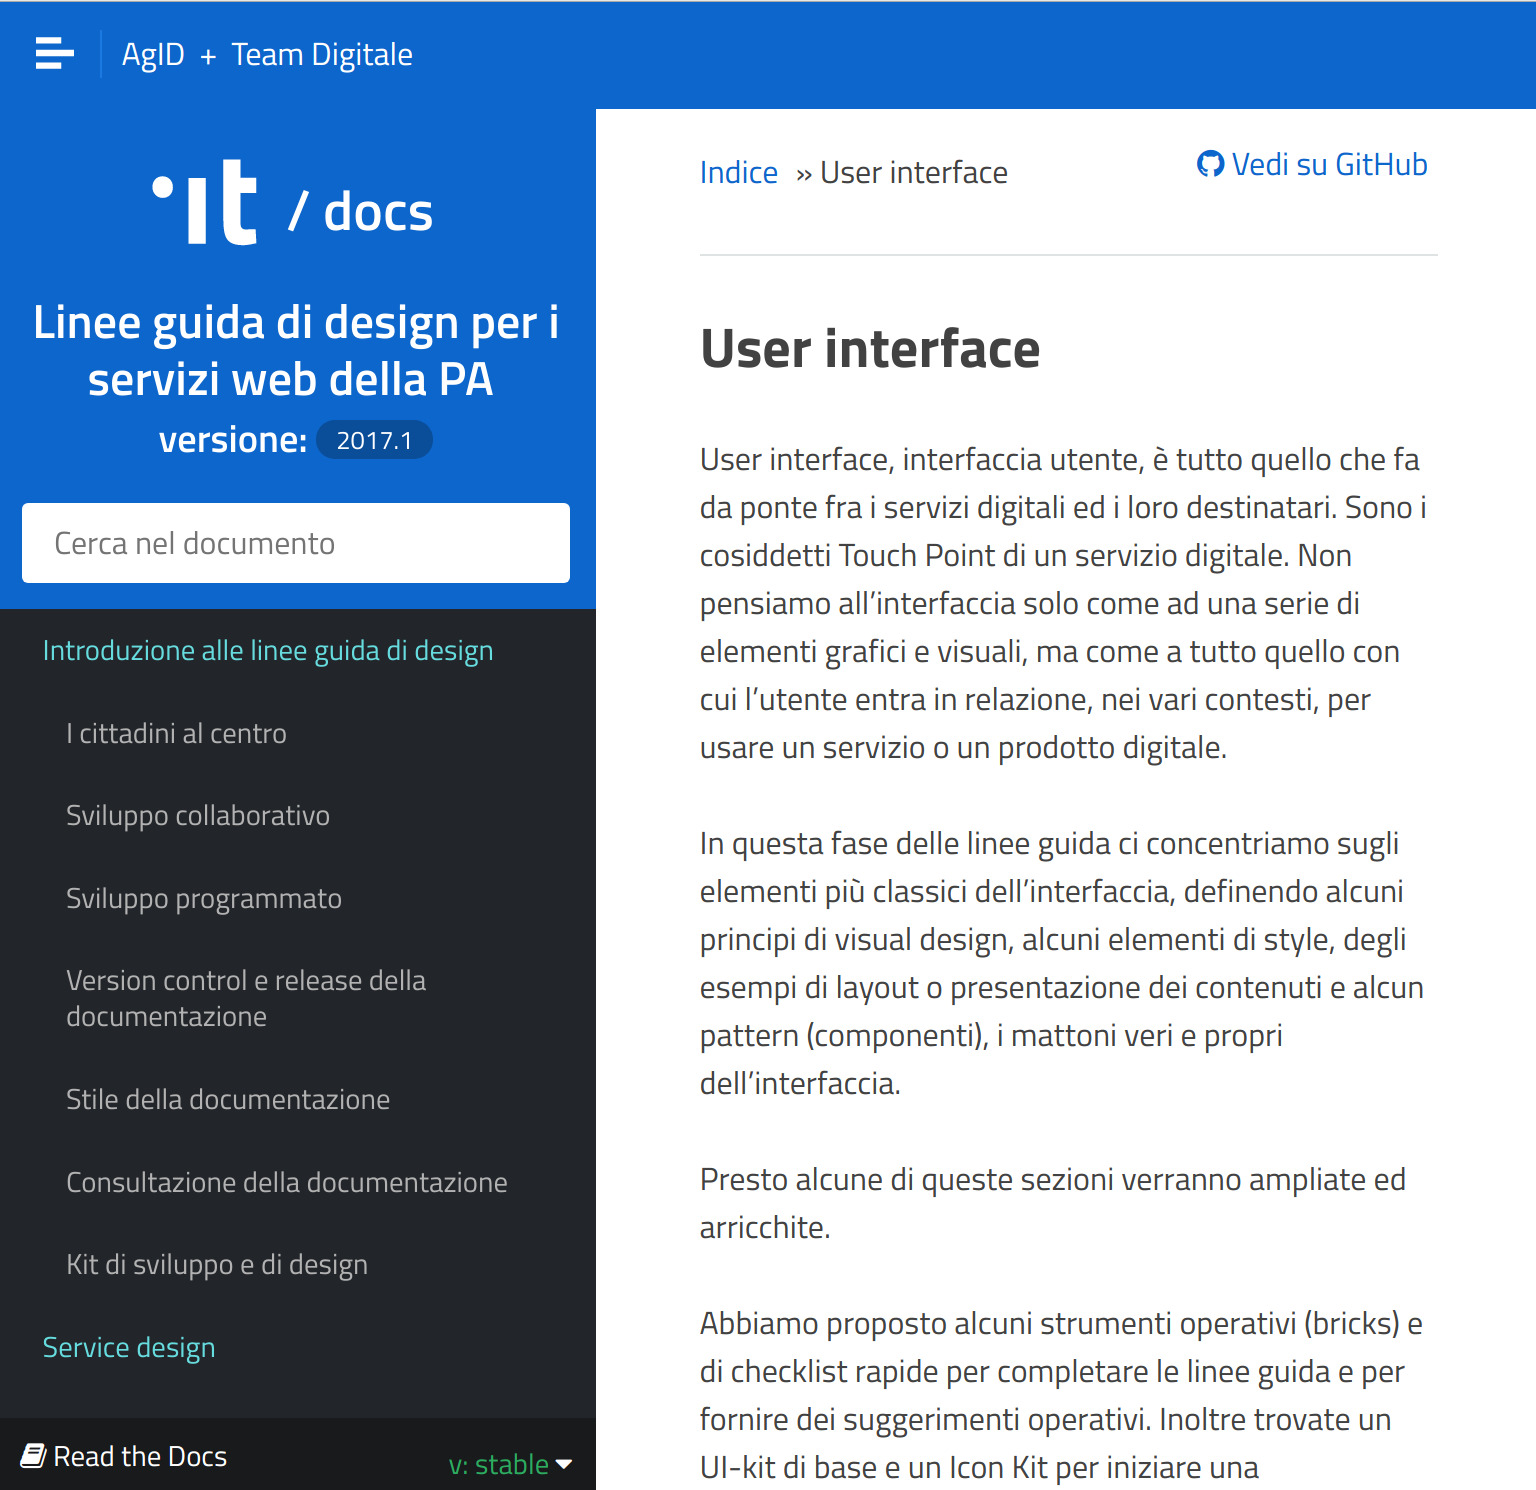 AgID + Team Digitale
it / docs
Linee guida di design per i
servizi web della PA
versione: 2017.1
Cerca nel documento
Introduzione alle linee guida di design
I cittadini al centro
Sviluppo collaborativo
Sviluppo programmato
Version control e release della
documentazione
Stile della documentazione
Consultazione della documentazione
Kit di sviluppo e di design
Service design
Read the Docs
v: stable
Indice » User interface
Vedi su GitHub
User interface
User interface, interfaccia utente, è tutto quello che fa
da ponte fra i servizi digitali ed i loro destinatari. Sono i
cosiddetti Touch Point di un servizio digitale. Non
pensiamo all’interfaccia solo come ad una serie di
elementi grafici e visuali, ma come a tutto quello con
cui l’utente entra in relazione, nei vari contesti, per
usare un servizio o un prodotto digitale.
In questa fase delle linee guida ci concentriamo sugli
elementi più classici dell’interfaccia, definendo alcuni
principi di visual design, alcuni elementi di style, degli
esempi di layout o presentazione dei contenuti e alcun
pattern (componenti), i mattoni veri e propri
dell’interfaccia.
Presto alcune di queste sezioni verranno ampliate ed
arricchite.
Abbiamo proposto alcuni strumenti operativi (bricks) e
di checklist rapide per completare le linee guida e per
fornire dei suggerimenti operativi. Inoltre trovate un
UI-kit di base e un Icon Kit per iniziare una